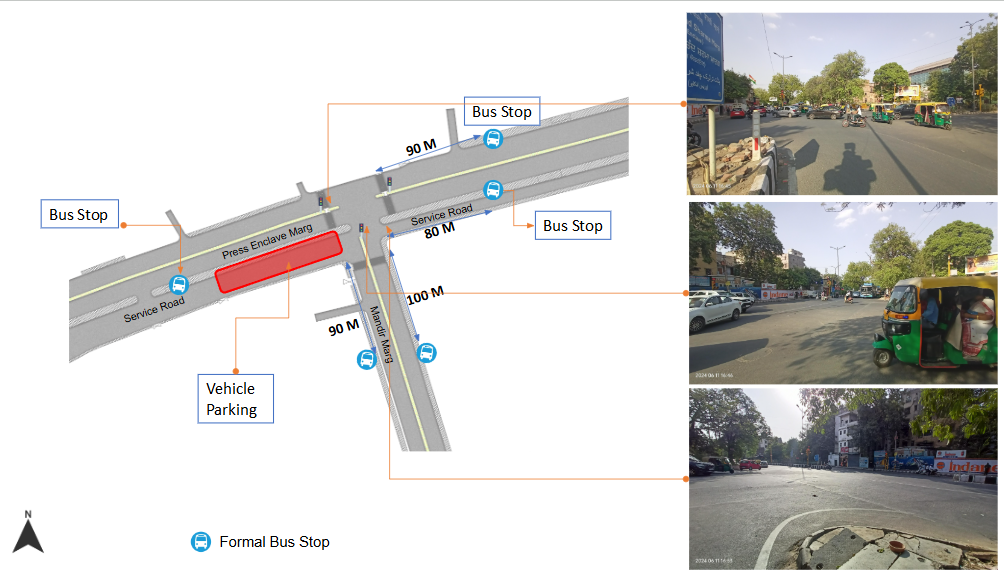 Bus Stop
90 M
Bus Stop
Service Road
Press Enclave Marg
80 M
Bus Stop
Service Road
100 M
Mandir Marg
90 M
Vehicle
Parking
N
Formal Bus Stop
2024 06 11 16:56